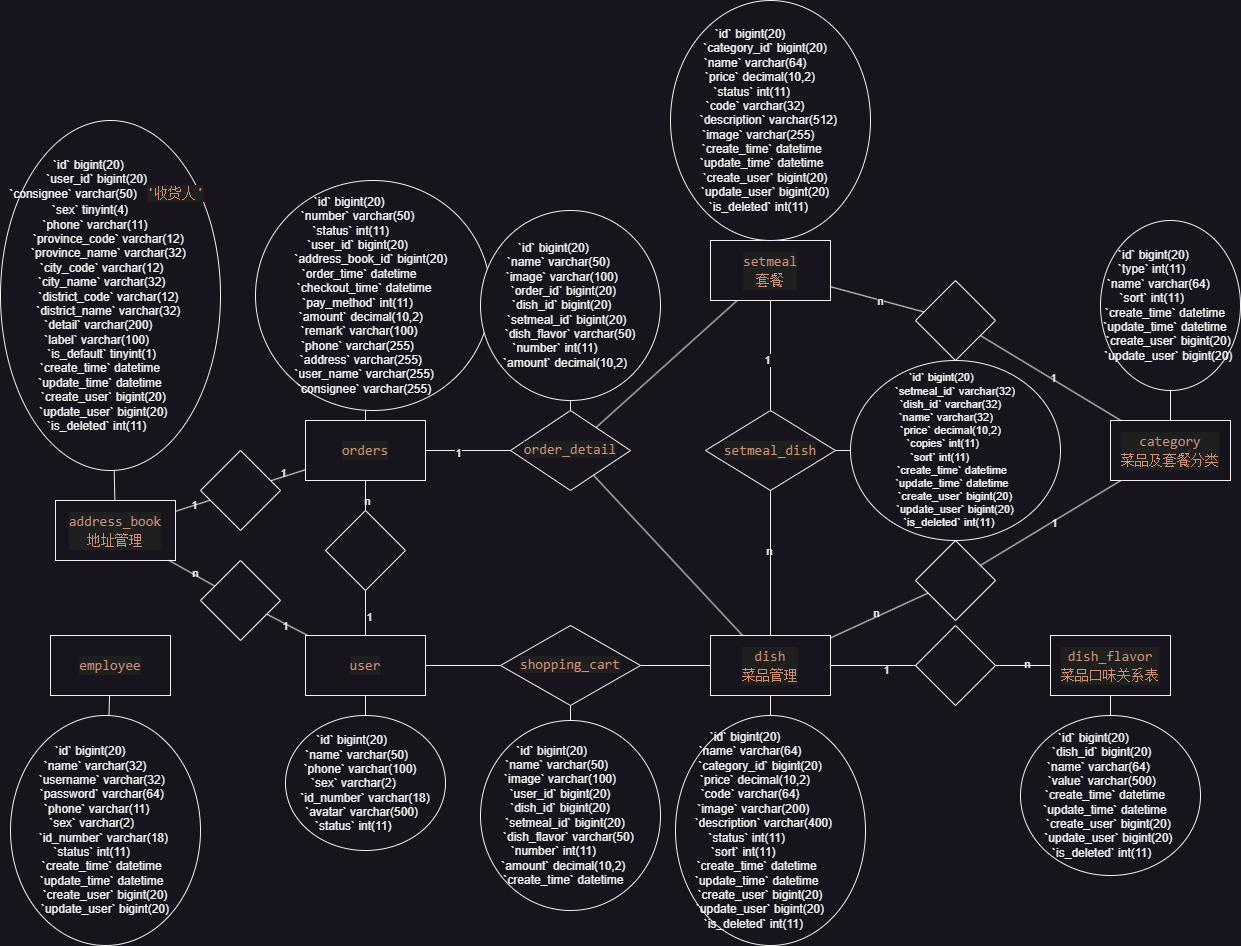 `id` bigint(20)
`category_id` bigint(20)
`name` varchar(64)
`price` decimal(10,2)
`status` int(11)
`code` varchar(32)
`description` varchar(512)
`image` varchar(255)
`create_time` datetime
`update_time` datetime
`create_user` bigint(20)
`update_user` bigint(20)
`is_deleted` int(11)
`id` bigint(20)
`user_id` bigint(20)
`consignee` varchar(50) '收货人'
`sex` tinyint(4)
`phone` varchar(11)
`province_code` varchar(12)
`province_name` varchar(32)
`city_code` varchar(12)
`city_name` varchar(32)
`district_code` varchar(12)
`district_name` varchar(32)
`detail` varchar(200)
`label` varchar(100)
`is_default` tinyint(1)
`create_time` datetime
`update_time` datetime
`create_user` bigint(20)
`update_user` bigint(20)
`is_deleted` int(11)
`id` bigint(20)
`number` varchar(50)
`status` int(11)
`user_id` bigint(20)
`address_book_id` bigint(20)
`order_time` datetime
`checkout_time` datetime
`pay_method` int(11)
`amount` decimal(10,2)
`remark` varchar(100)
`phone` varchar(255)
`address` varchar(255)
`user_name` varchar(255)
`consignee` varchar(255)
`id` bigint(20)
`name` varchar(50)
`image` varchar(100)
`order_id` bigint(20)
`dish_id` bigint(20)
`setmeal_id` bigint(20)
`dish_flavor` varchar(50)
`number` int(11)
`amount` decimal(10,2)
setmeal
套餐
n
`id` bigint(20)
`type` int(11)
`name` varchar(64)
`sort` int(11)
`create_time` datetime
`update_time` datetime
`create_user` bigint(20)
`update_user` bigint(20)
1
1
`id` bigint(20)
`setmeal_id` varchar(32)
`dish_id` varchar(32)
`name` varchar(32)
`price` decimal(10,2)
`copies` int(11)
`sort` int(11)
`create_time` datetime
`update_time` datetime
`create_user` bigint(20)
`update_user` bigint(20)
`is_deleted` int(11)
orders
1
order_detail
setmeal_dish
category
菜品及套餐分类
1
1
n
address_book
地址管理
n
1
n
1
1
n
employee
user
shopping_cart
dish
菜品管理
1
n
dish_flavor
菜品口味关系表
`id` bigint(20)
`name` varchar(32)
`username` varchar(32)
`password` varchar(64)
`phone` varchar(11)
`sex` varchar(2)
`id_number` varchar(18)
`status` int(11)
`create_time` datetime
`update_time` datetime
`create_user` bigint(20)
`update_user` bigint(20)
`id` bigint(20)
`name` varchar(50)
`phone` varchar(100)
`sex` varchar(2)
`id_number` varchar(18)
`avatar` varchar(500)
`status` int(11)
`id` bigint(20)
`name` varchar(50)
`image` varchar(100)
`user_id` bigint(20)
`dish_id` bigint(20)
`setmeal_id` bigint(20)
`dish_flavor` varchar(50)
`number` int(11)
`amount` decimal(10,2)
`create_time` datetime
`id` bigint(20)
`name` varchar(64)
`category_id` bigint(20)
`price` decimal(10,2)
`code` varchar(64)
`image` varchar(200)
`description` varchar(400)
`status` int(11)
`sort` int(11)
`create_time` datetime
`update_time` datetime
`create_user` bigint(20)
`update_user` bigint(20)
`is_deleted` int(11)
`id` bigint(20)
`dish_id` bigint(20)
`name` varchar(64)
`value` varchar(500)
`create_time` datetime
`update_time` datetime
`create_user` bigint(20)
`update_user` bigint(20)
`is_deleted` int(11)